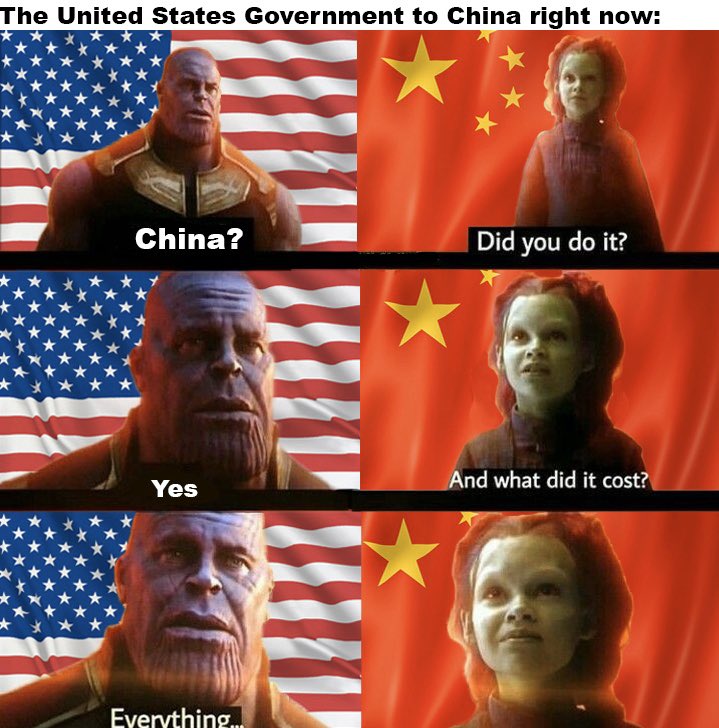 The United States Government to China right now:
China?
Did you do it?
Yes
And what did it cost?
Everything...